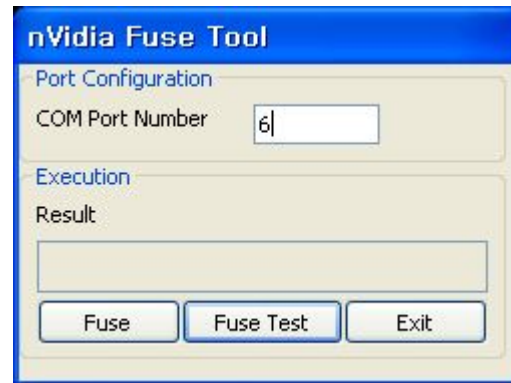 nVidia Fuse Tool
Port Configuration
COM Port Number 6
Execution
Result
Fuse Fuse Test Exit